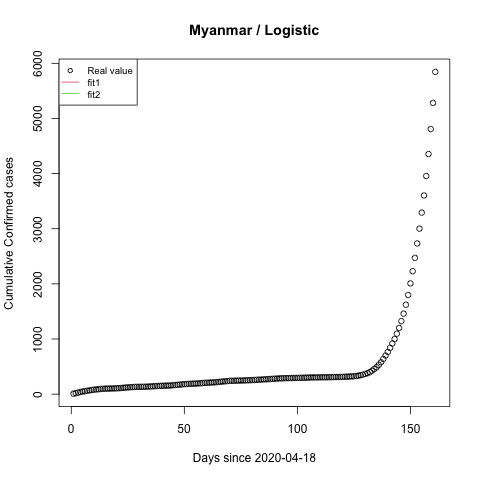 Myanmar / Logistic
Real value
fit1
fit2
Cumulative Confirmed cases
6000
5000
4000
3000
2000
1000
0
0 50 100 150
Days since 2020-04-18